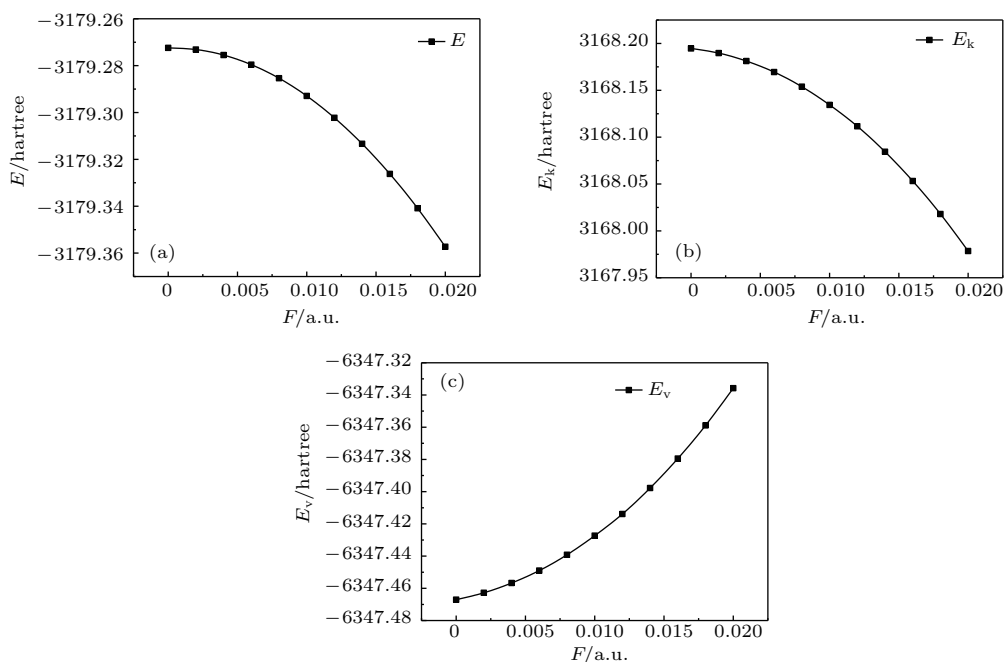 −3179.26
−3179.28
−3179.30
−3179.32
−3179.34
−3179.36
E/hartree
E
(a)
0 0.005 0.010 0.015 0.020
F/a.u.
3168.20
3168.15
3168.10
3168.05
3168.00
3167.95
Ek/hartree
Ek
(b)
0 0.005 0.010 0.015 0.020
F/a.u.
−6347.32
−6347.34
−6347.36
−6347.38
−6347.40
−6347.42
−6347.44
−6347.46
−6347.48
Ev/hartree
(c)
Ev
0 0.005 0.010 0.015 0.020
F/a.u.